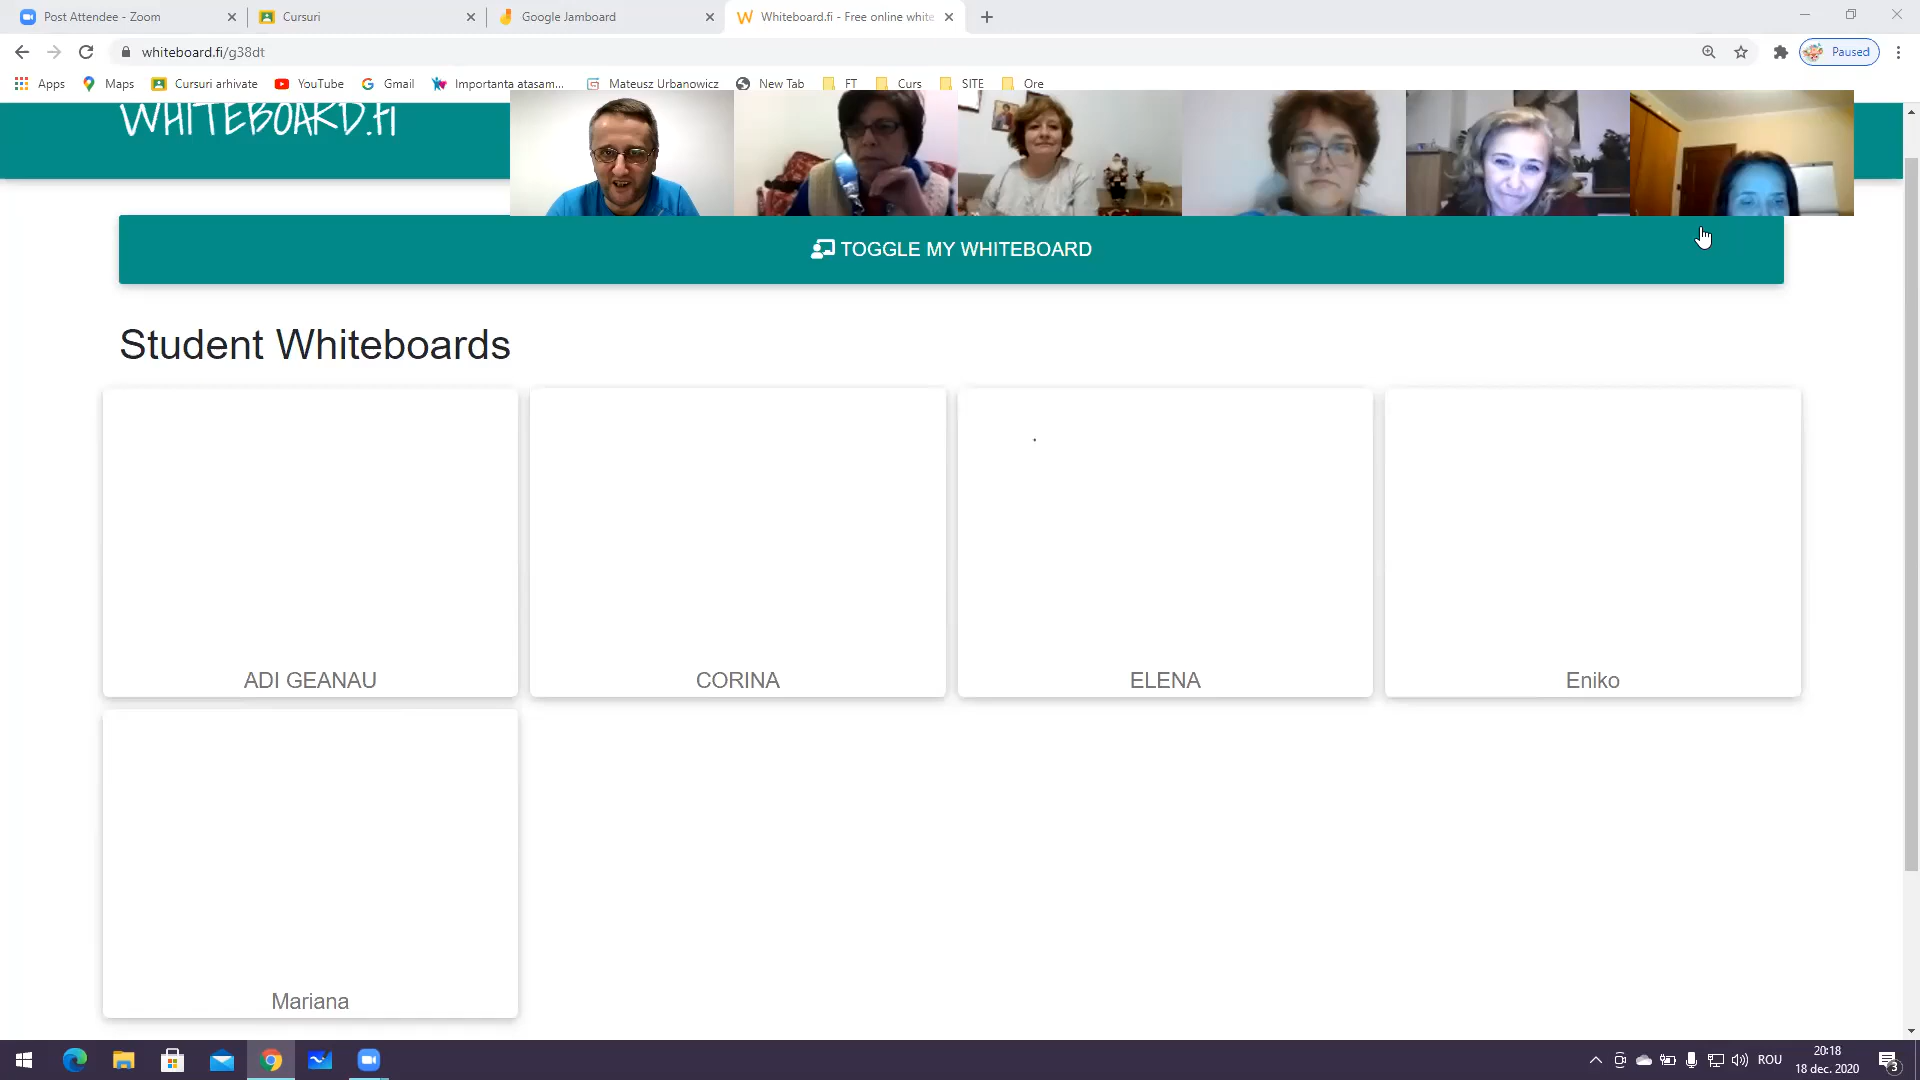 Post Attendee - Zoom
Cursuri
Google Jamboard
Whiteboard.fi - Free online white
whiteboard.fi/g38dt
Paused
Apps
Maps
Cursuri arhivate
YouTube
Gmail
Importanta atasam...
Mateusz Urbanowicz
New Tab
FT
Curs
SITE
Ore
WHITEBOARD.fi
TOGGLE MY WHITEBOARD
Student Whiteboards
ADI GEANAU
CORINA
ELENA
Eniko
Mariana
ROU
20:18
18 dec. 2020
3